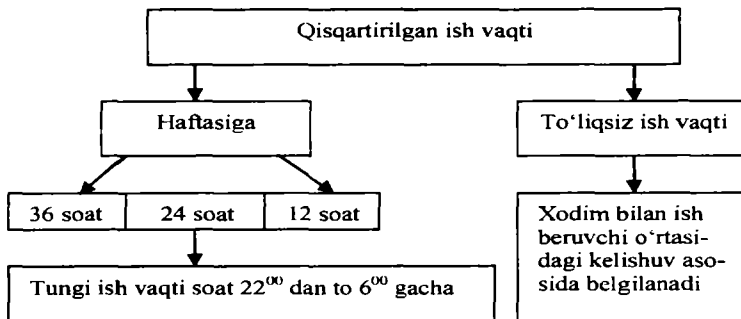 Qisqartirilgan ish vaqti
Haftasiga
To‘liqsiz ish vaqti
36 soat
24 soat
12 soat
Xodim bilan ish
beruvchi o‘rtasi-
dagi kelishuv aso-
sida belgilanadi
Tungi ish vaqti soat 22⁰⁰ dan to 6⁰⁰ gacha